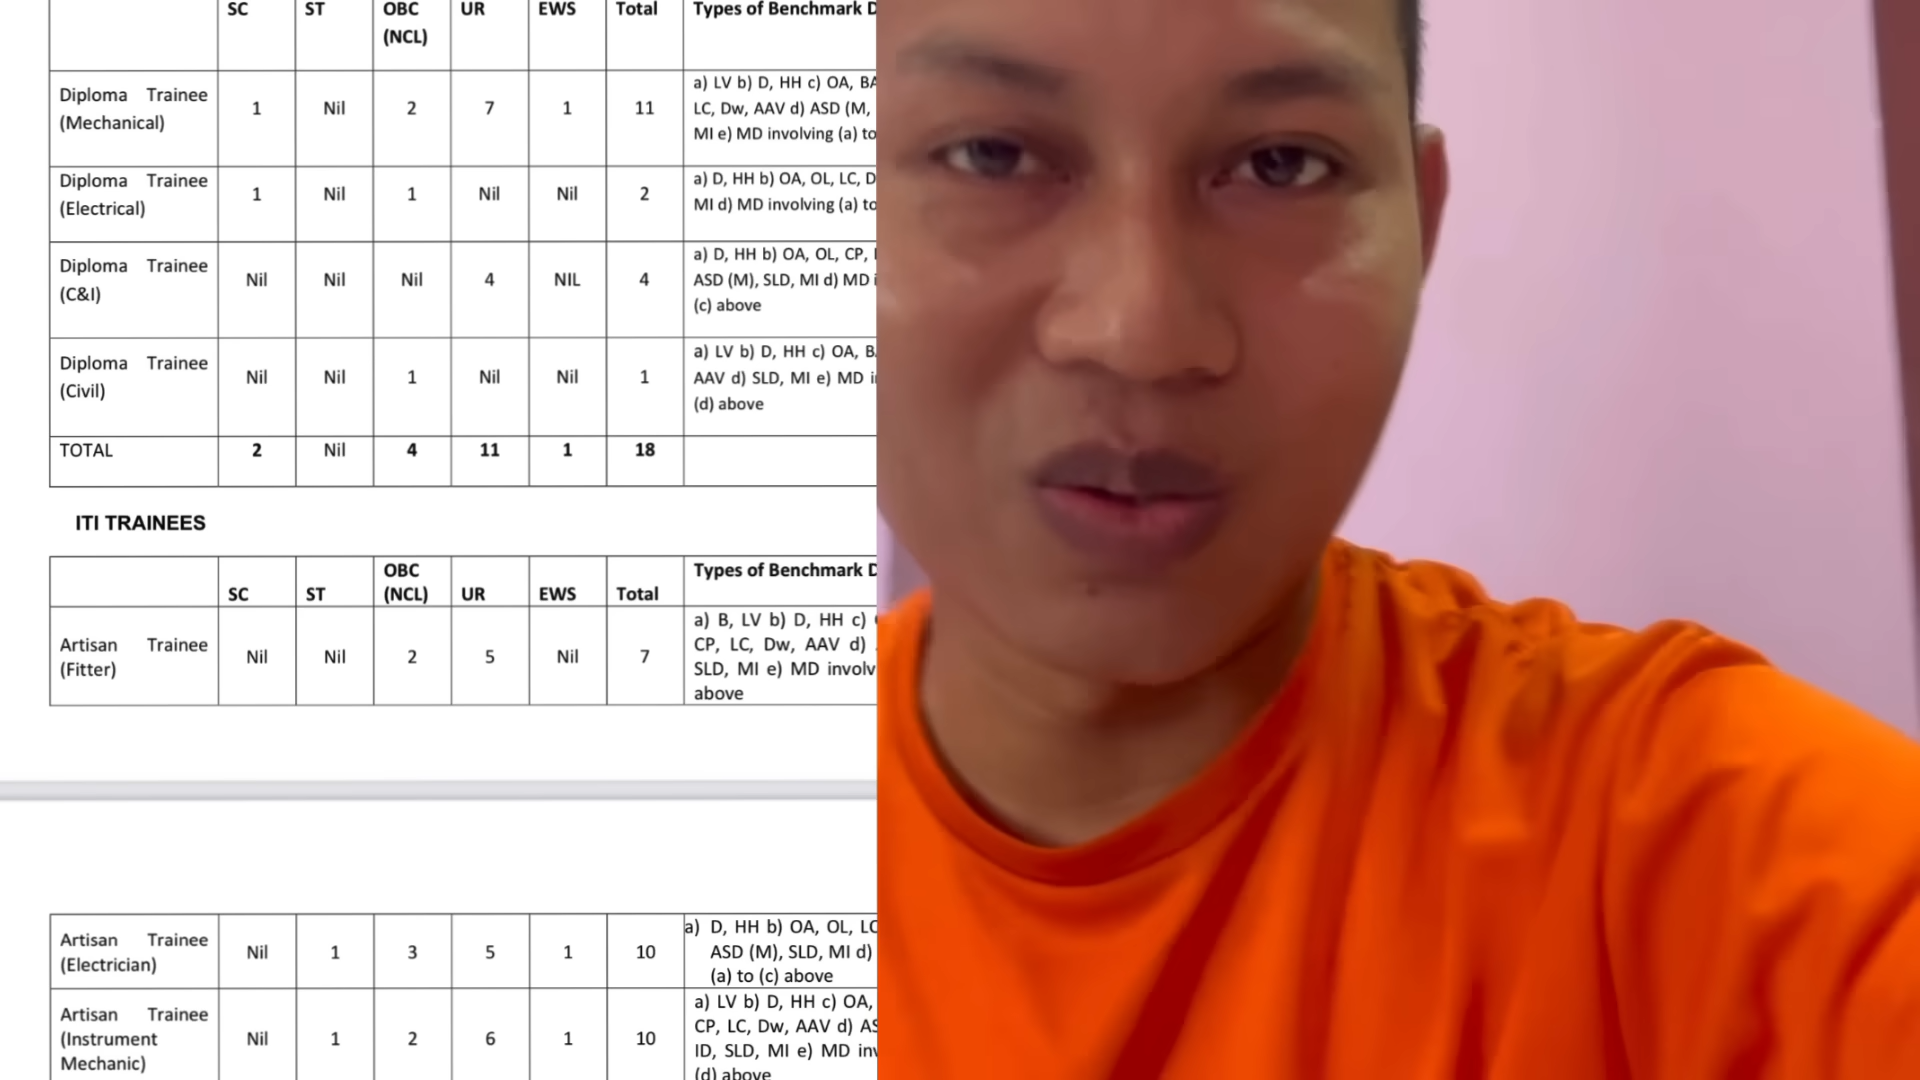 SC ST OBC (NCL) UR EWS Total Types of Benchmark D
Diploma Trainee (Mechanical) 1 Nil 2 7 1 11 a) LV b) D, HH c) OA, BA
LC, Dw, AAV d) ASD (M,
MI e) MD involving (a) to
Diploma Trainee (Electrical) 1 Nil 1 Nil Nil 2 a) D, HH b) OA, OL, LC, D
MI d) MD involving (a) to
Diploma Trainee (C&I) Nil Nil Nil 4 NIL 4 a) D, HH b) OA, OL, CP,
ASD (M), SLD, MI d) MD
(c) above
Diploma Trainee (Civil) Nil Nil 1 Nil Nil 1 a) LV b) D, HH c) OA, B
AAV d) SLD, MI e) MD
(d) above
TOTAL 2 Nil 4 11 1 18
ITI TRAINEES
SC ST OBC (NCL) UR EWS Total Types of Benchmark D
Artisan Trainee (Fitter) Nil Nil 2 5 Nil 7 a) B, LV b) D, HH c)
CP, LC, Dw, AAV d)
SLD, MI e) MD involv
above
Artisan Trainee (Electrician) Nil 1 3 5 1 10 a) D, HH b) OA, OL, LC
ASD (M), SLD, MI d)
(a) to (c) above
Artisan Trainee (Instrument Mechanic) Nil 1 2 6 1 10 a) LV b) D, HH c) OA,
CP, LC, Dw, AAV d) AS
ID, SLD, MI e) MD inv
(d) above